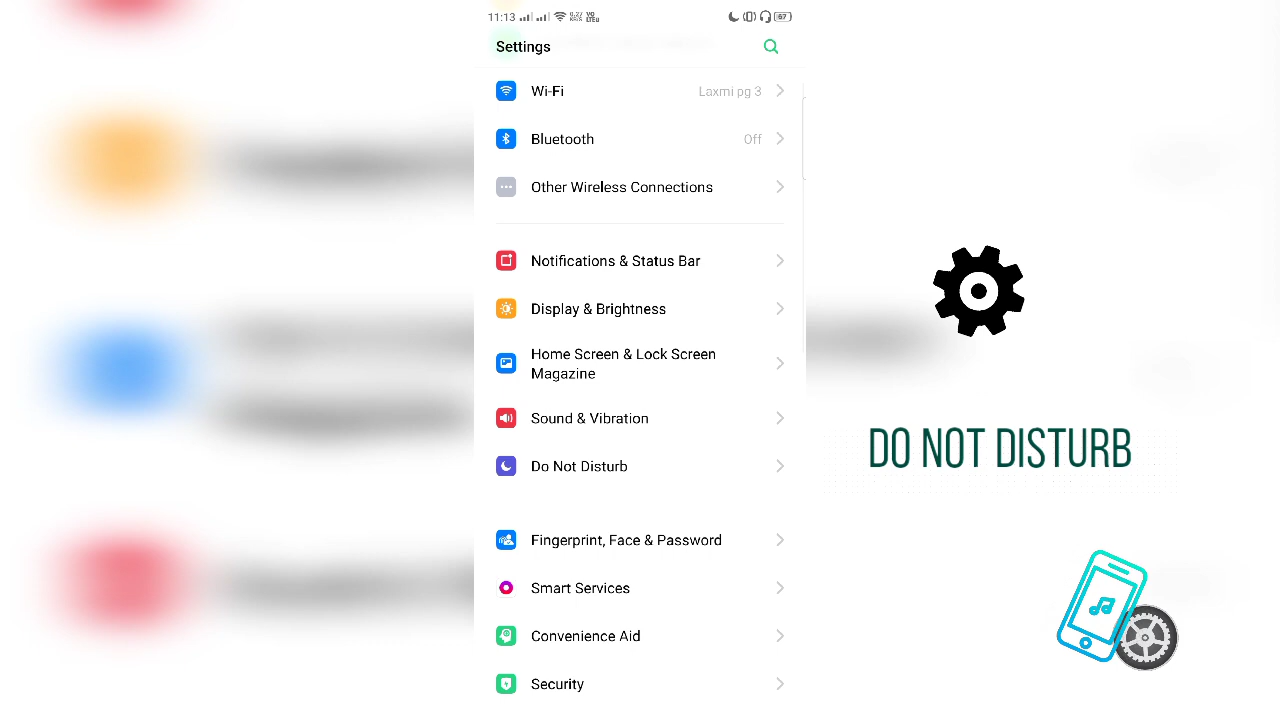 11:13
67
Settings
Wi-Fi
Laxmi pg 3
Bluetooth
Off
Other Wireless Connections
Notifications & Status Bar
Display & Brightness
Home Screen & Lock Screen
Magazine
Sound & Vibration
Do Not Disturb
Fingerprint, Face & Password
Smart Services
Convenience Aid
Security
DO NOT DISTURB